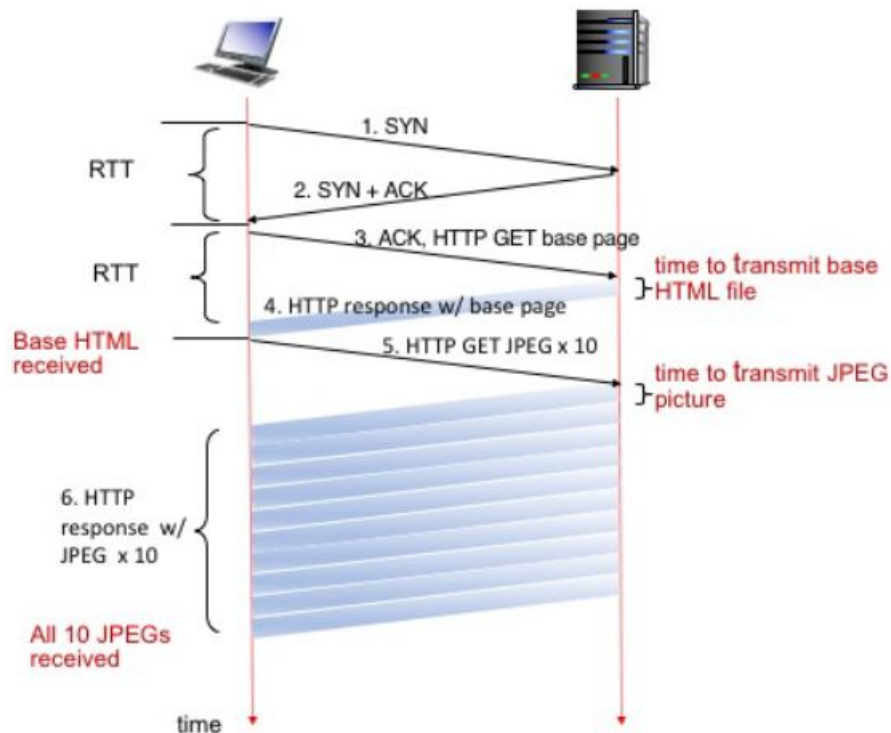 1. SYN
RTT
2. SYN + ACK
3. ACK, HTTP GET base page
RTT
time to transmit base
HTML file
4. HTTP response w/ base page
Base HTML
received
5. HTTP GET JPEG x 10
time to transmit JPEG
picture
6. HTTP
response w/
JPEG x 10
All 10 JPEGs
received
time